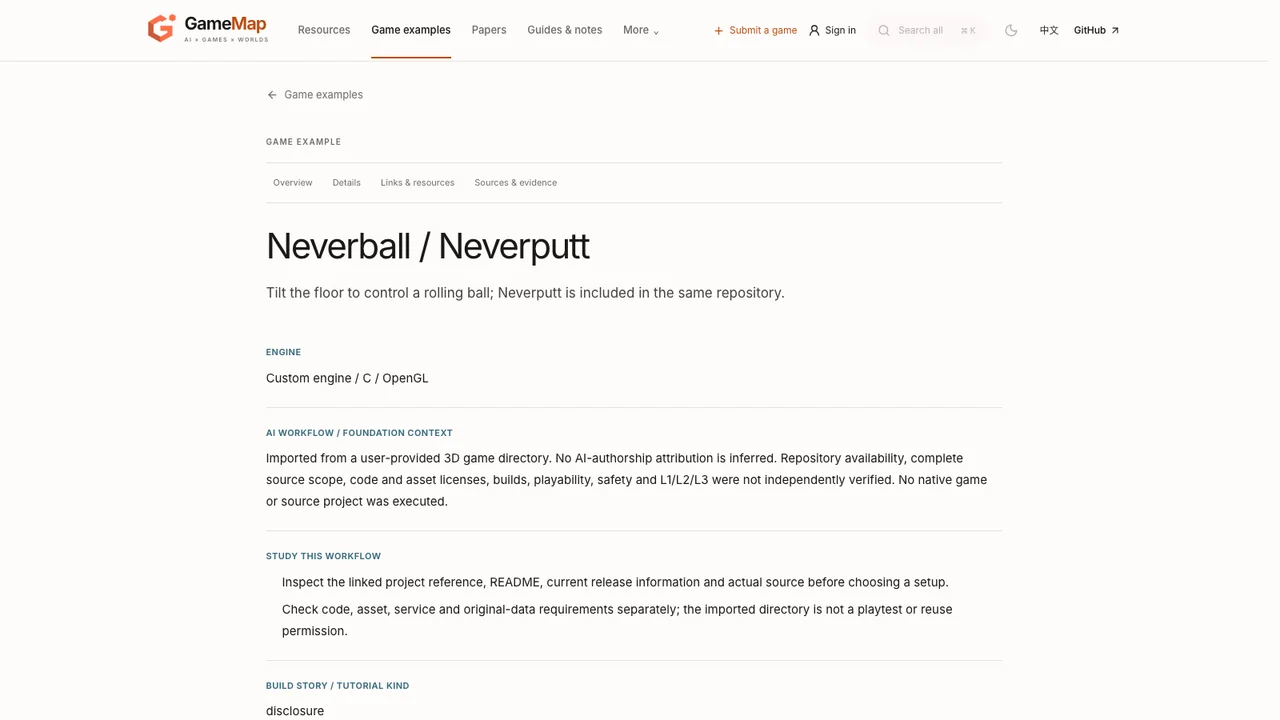 GameMap
AI × GAMES × WORLDS
Resources
Game examples
Papers
Guides & notes
More
+ Submit a game
Sign in
Search all
⌘ K
中文
GitHub ↗
← Game examples
GAME EXAMPLE
Overview
Details
Links & resources
Sources & evidence
Neverball / Neverputt
Tilt the floor to control a rolling ball; Neverputt is included in the same repository.
ENGINE
Custom engine / C / OpenGL
AI WORKFLOW / FOUNDATION CONTEXT
Imported from a user-provided 3D game directory. No AI-authorship attribution is inferred. Repository availability, complete
source scope, code and asset licenses, builds, playability, safety and L1/L2/L3 were not independently verified. No native game
or source project was executed.
STUDY THIS WORKFLOW
Inspect the linked project reference, README, current release information and actual source before choosing a setup.
Check code, asset, service and original-data requirements separately; the imported directory is not a playtest or reuse
permission.
BUILD STORY / TUTORIAL KIND
disclosure